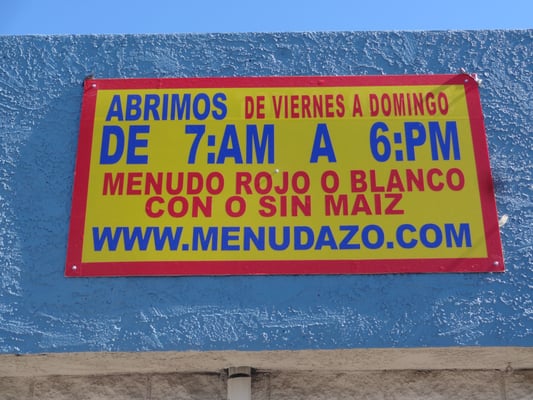 ABRIMOS DE VIERNES A DOMINGO
DE 7:AM A 6:PM
MENUDO ROJO O BLANCO
CON O SIN MAIZ
WWW.MENUDAZO.COM